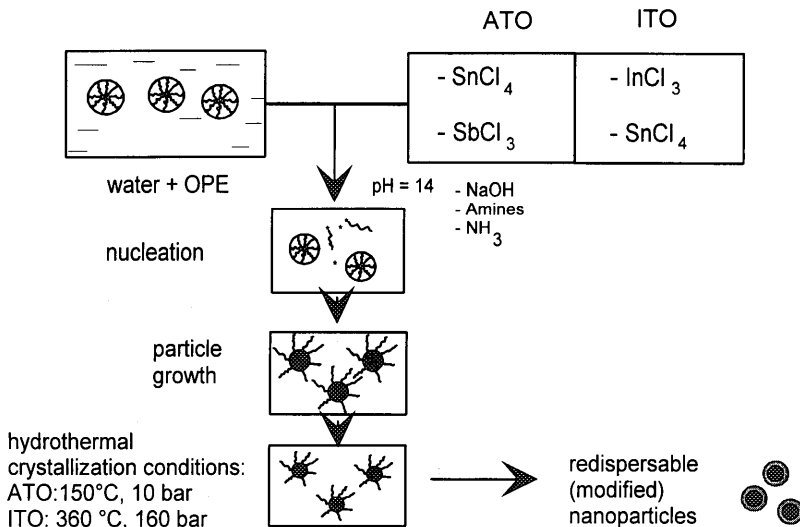 ATO ITO
- SnCl4 - InCl3
- SbCl3 - SnCl4
water + OPE
pH = 14 - NaOH
- Amines
- NH3
nucleation
particle
growth
hydrothermal
crystallization conditions:
ATO:150°C, 10 bar
ITO: 360 °C, 160 bar
redispersable
(modified)
nanoparticles